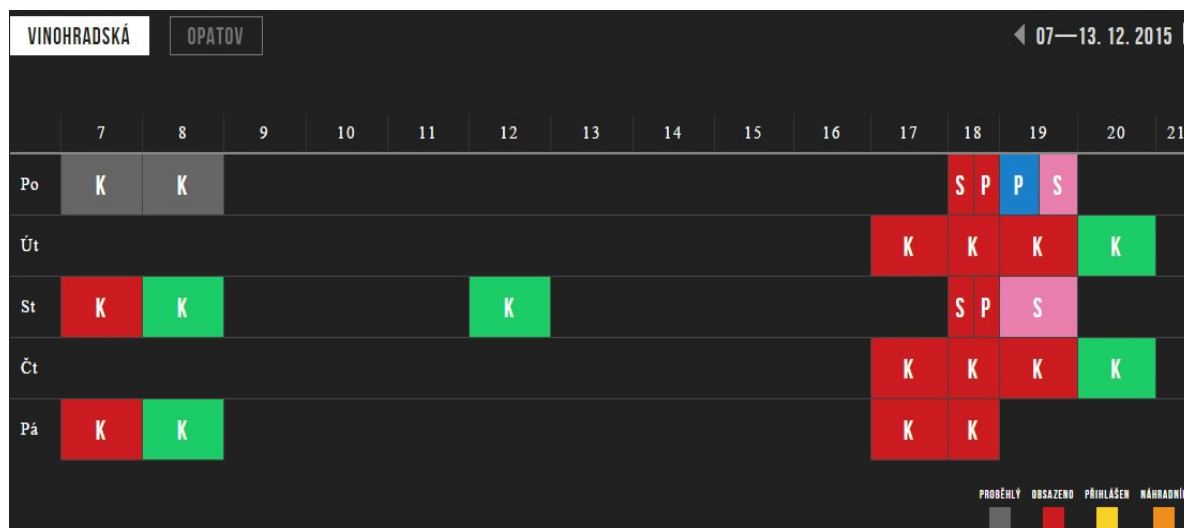 VINOHRADSKÁ OPATOV 07—13. 12. 2015
7 8 9 10 11 12 13 14 15 16 17 18 19 20 21
Po K K S P P S
Út K K K K
St K K K S P S
Čt K K K K
Pá K K K K
PROBĚHLÝ OBSAZENO PŘIHLÁŠEN